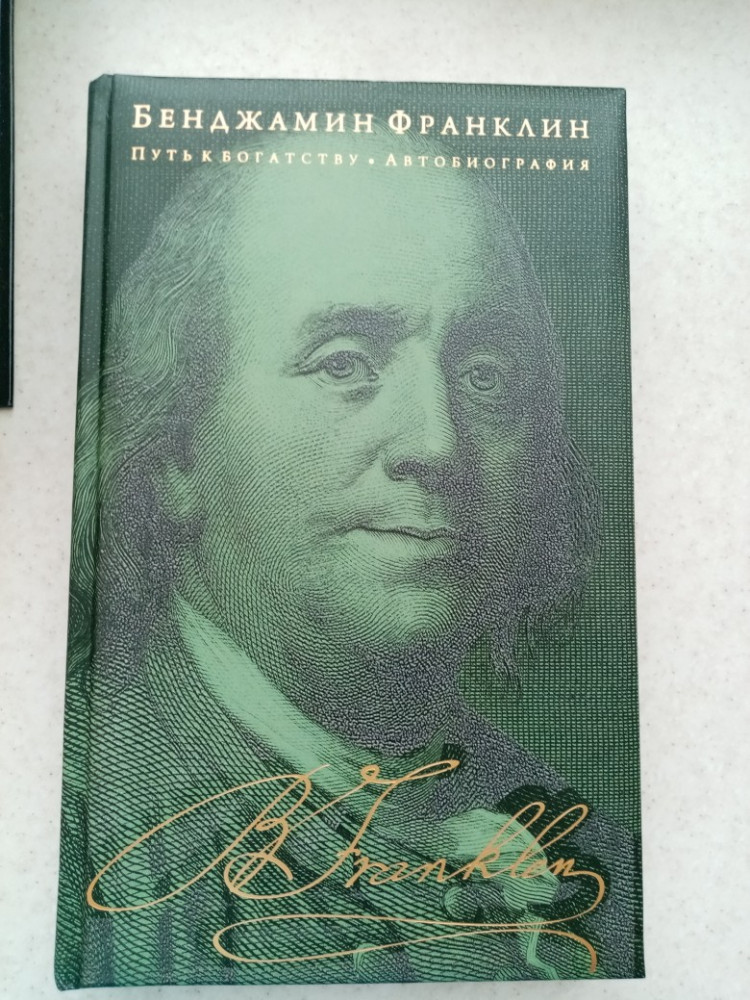 БЕНДЖАМИН ФРАНКЛИН
ПУТЬ К БОГАТСТВУ • АВТОБИОГРАФИЯ
B Franklin